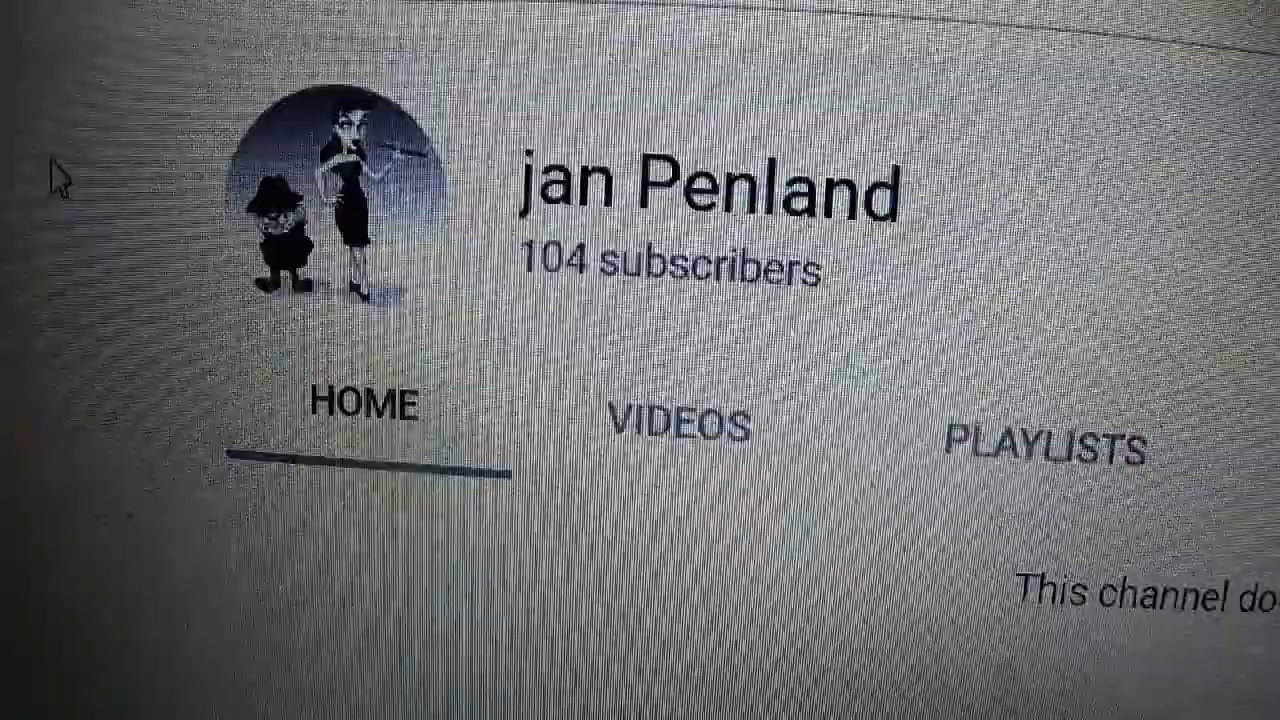 jan Penland
104 subscribers
HOME
VIDEOS
PLAYLISTS
This channel do